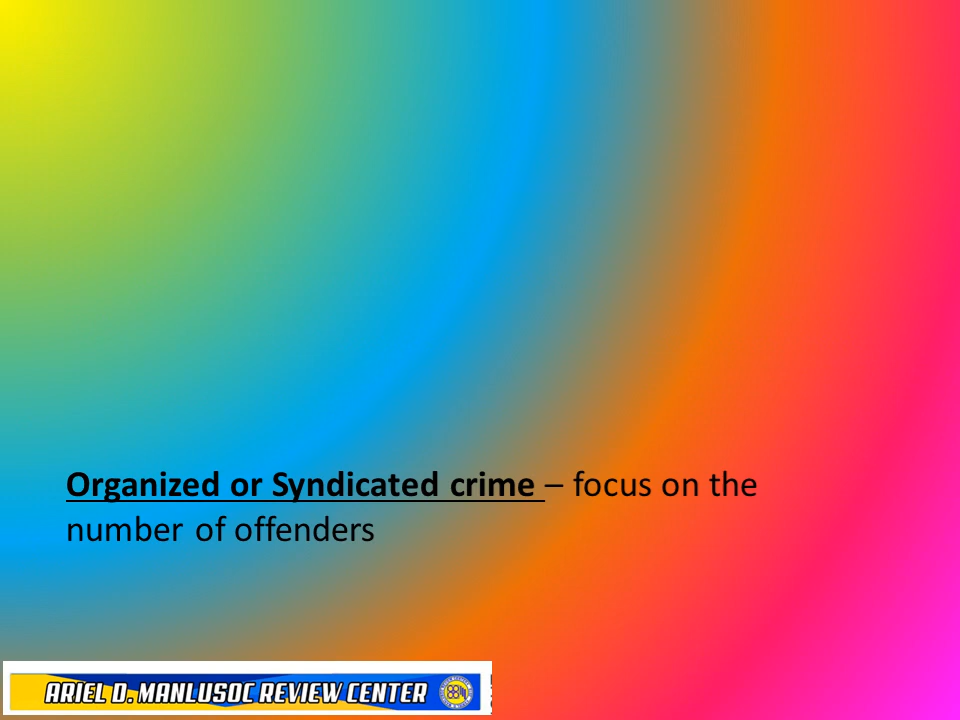 Organized or Syndicated crime – focus on the
number of offenders
ARIEL D. MANLUSOC REVIEW CENTER